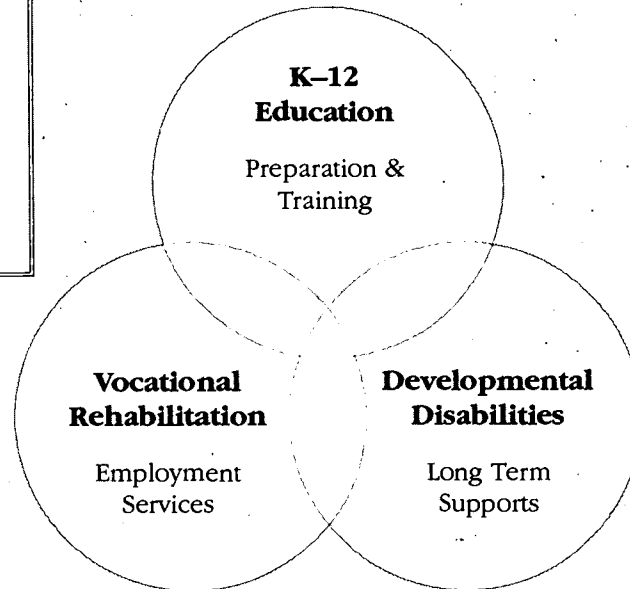 K–12
Education
Preparation &
Training
Vocational
Rehabilitation
Employment
Services
Developmental
Disabilities
Long Term
Supports